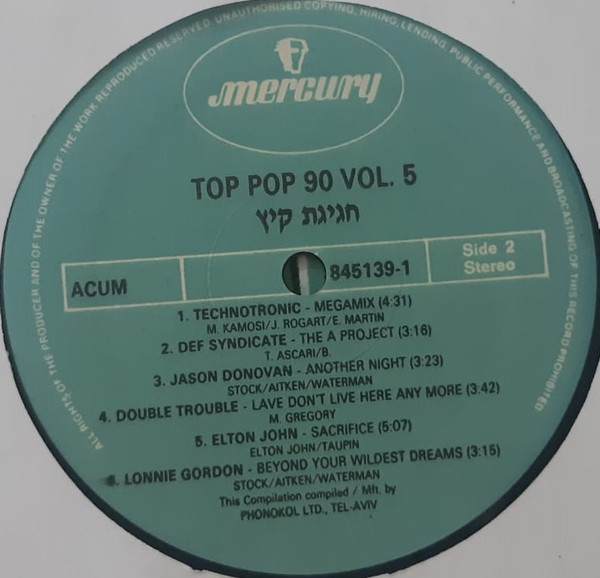 ALL RIGHTS OF THE PRODUCER AND OF THE OWNER OF THE WORK REPRODUCED RESERVED UNAUTHORISED COPYING, HIRING, LENDING, PUBLIC PERFORMANCE AND BROADCASTING OF THIS RECORD PROHIBITED
mercury
TOP POP 90 VOL. 5
חגיגת קיץ
ACUM
845139-1
Side 2
Stereo
1. TECHNOTRONIC - MEGAMIX (4:31)
M. KAMOSI/J. ROGART/E. MARTIN
2. DEF SYNDICATE - THE A PROJECT (3:16)
T. ASCARI/B.
3. JASON DONOVAN - ANOTHER NIGHT (3:23)
STOCK/AITKEN/WATERMAN
4. DOUBLE TROUBLE - LAVE DON'T LIVE HERE ANY MORE (3:42)
M. GREGORY
5. ELTON JOHN - SACRIFICE (5:07)
ELTON JOHN/TAUPIN
6. LONNIE GORDON - BEYOND YOUR WILDEST DREAMS (3:15)
STOCK/AITKEN/WATERMAN
This Compilation compiled / Mft. by
PHONOKOL LTD., TEL-AVIV